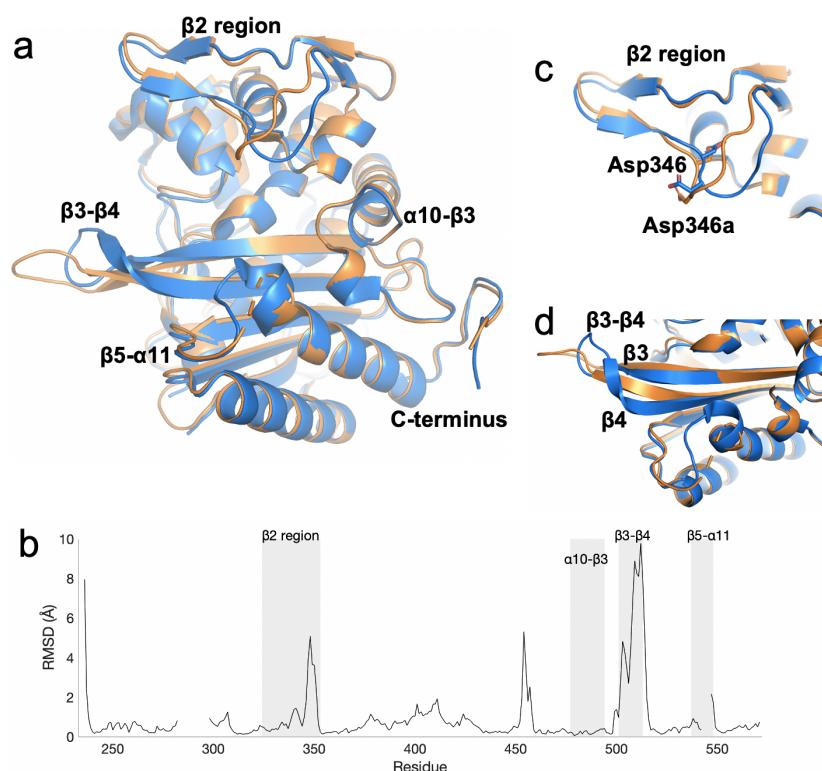 a
β2 region
β3-β4
α10-β3
β5-α11
C-terminus
c
β2 region
Asp346
Asp346a
d
β3-β4
β3
β4
b
β2 region
α10-β3
β3-β4
β5-α11
RMSD (Å)
10
8
6
4
2
0
250 300 350 400 450 500 550
Residue